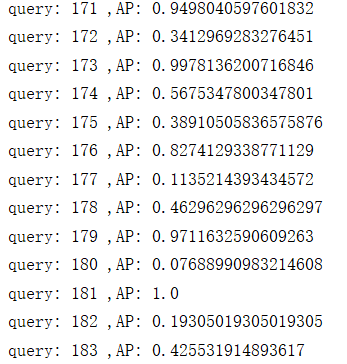 query: 171 ,AP: 0.9498040597601832
query: 172 ,AP: 0.3412969283276451
query: 173 ,AP: 0.9978136200716846
query: 174 ,AP: 0.5675347800347801
query: 175 ,AP: 0.38910505836575876
query: 176 ,AP: 0.8274129338771129
query: 177 ,AP: 0.1135214393434572
query: 178 ,AP: 0.46296296296296297
query: 179 ,AP: 0.9711632590609263
query: 180 ,AP: 0.07688990983214608
query: 181 ,AP: 1.0
query: 182 ,AP: 0.19305019305019305
query: 183 ,AP: 0.425531914893617